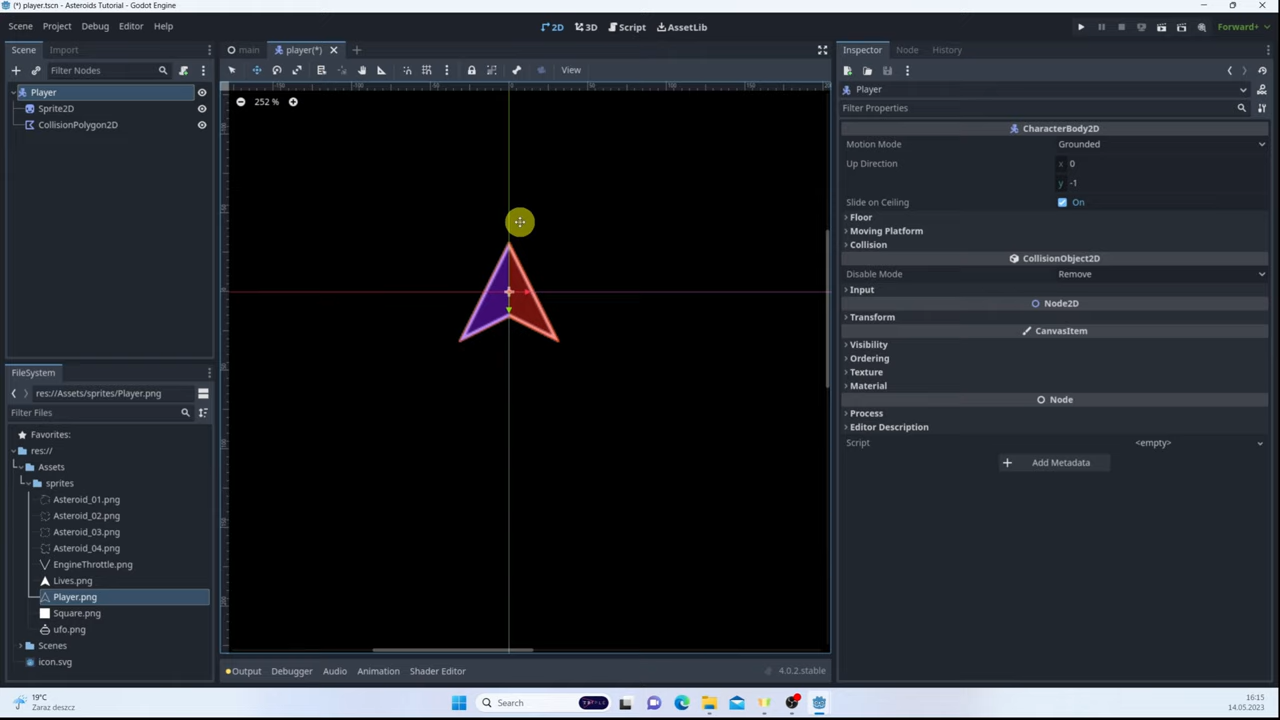 (*) player.tscn - Asteroids Tutorial - Godot Engine
Scene Project Debug Editor Help
2D 3D Script AssetLib
Forward+
Scene Import
main player(*)
Inspector Node History
Filter Nodes
View
Player
Sprite2D
CollisionPolygon2D
252 %
Player
Filter Properties
CharacterBody2D
Motion Mode Grounded
Up Direction x 0
y -1
Slide on Ceiling On
Floor
Moving Platform
Collision
CollisionObject2D
Disable Mode Remove
Input
Node2D
Transform
CanvasItem
Visibility
Ordering
Texture
Material
Node
Process
Editor Description
Script <empty>
Add Metadata
FileSystem
res://Assets/sprites/Player.png
Filter Files
Favorites:
res://
Assets
sprites
Asteroid_01.png
Asteroid_02.png
Asteroid_03.png
Asteroid_04.png
EngineThrottle.png
Lives.png
Player.png
Square.png
ufo.png
Scenes
icon.svg
Output Debugger Audio Animation Shader Editor
4.0.2.stable
19°C
Zaraz deszcz
Search
16:15
14.05.2023